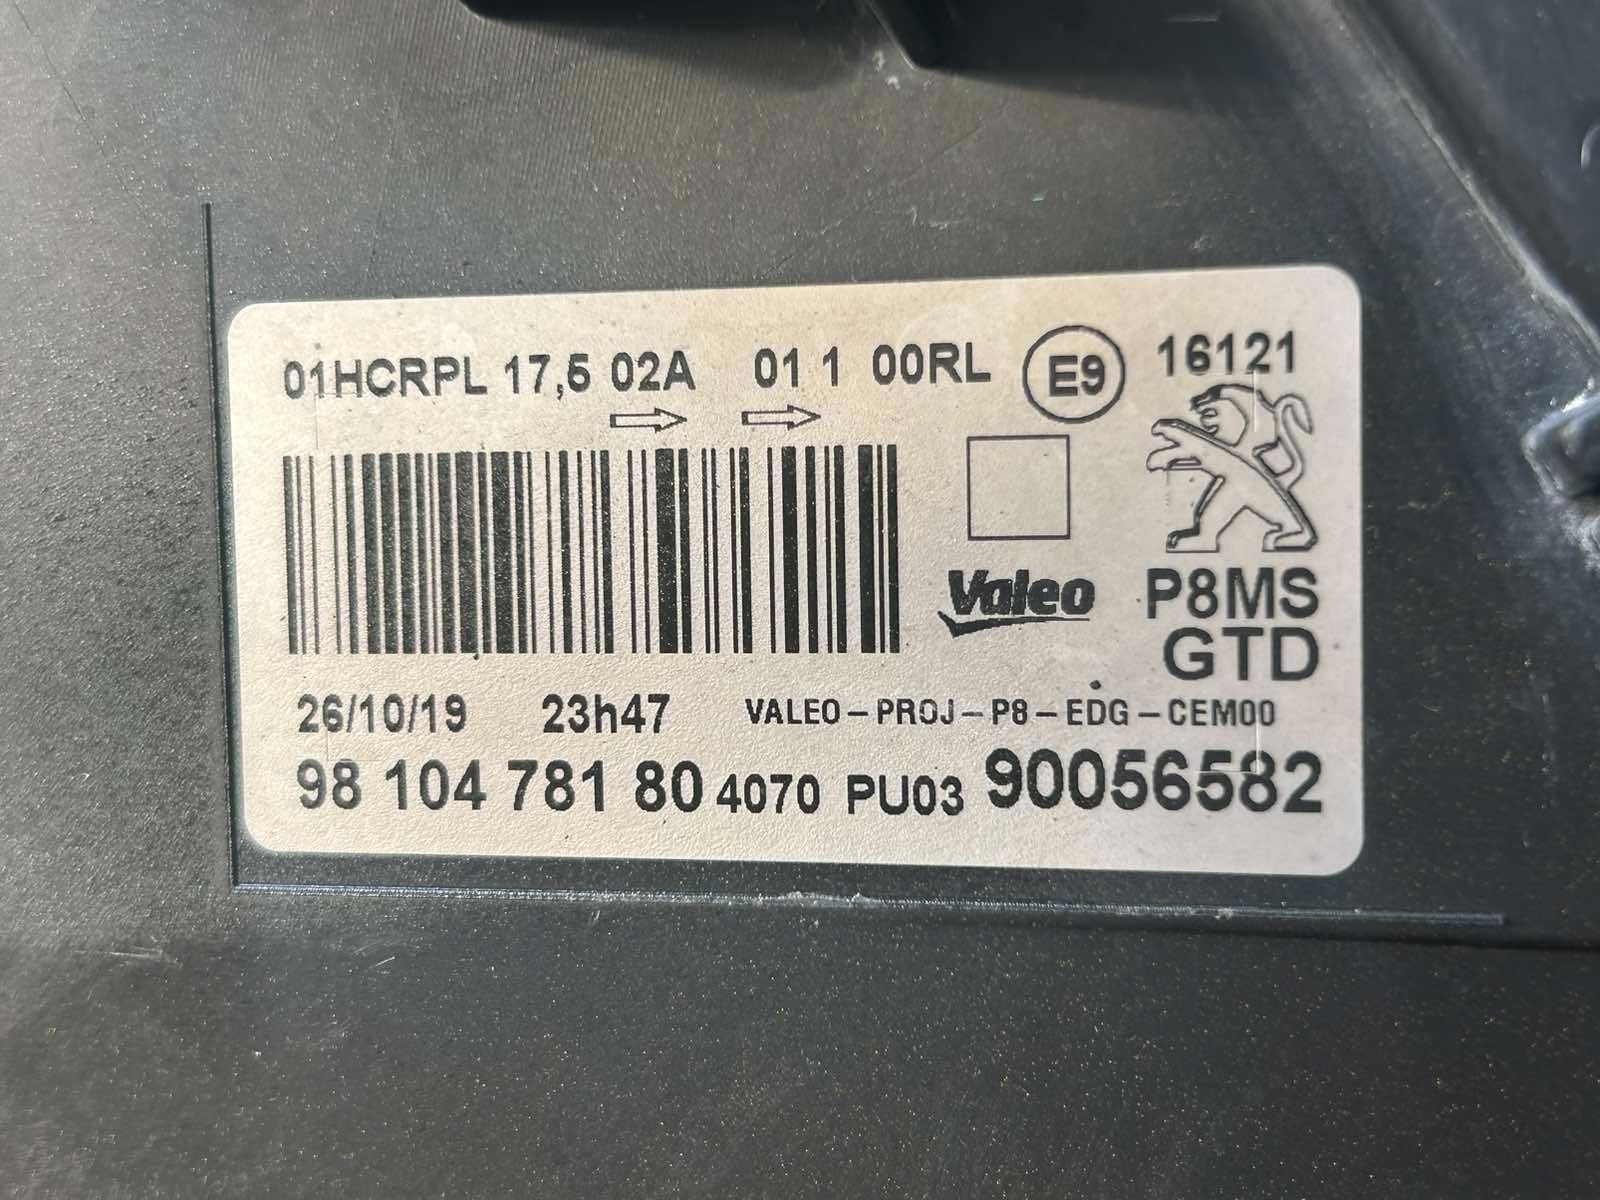 01HCRPL 17,5 02A 01 1 00RL E9 16121
Valeo
P8MS
GTD
26/10/19 23h47 VALEO-PROJ-P8-EDG-CEM00
98 104 781 80 4070 PU03 90056582